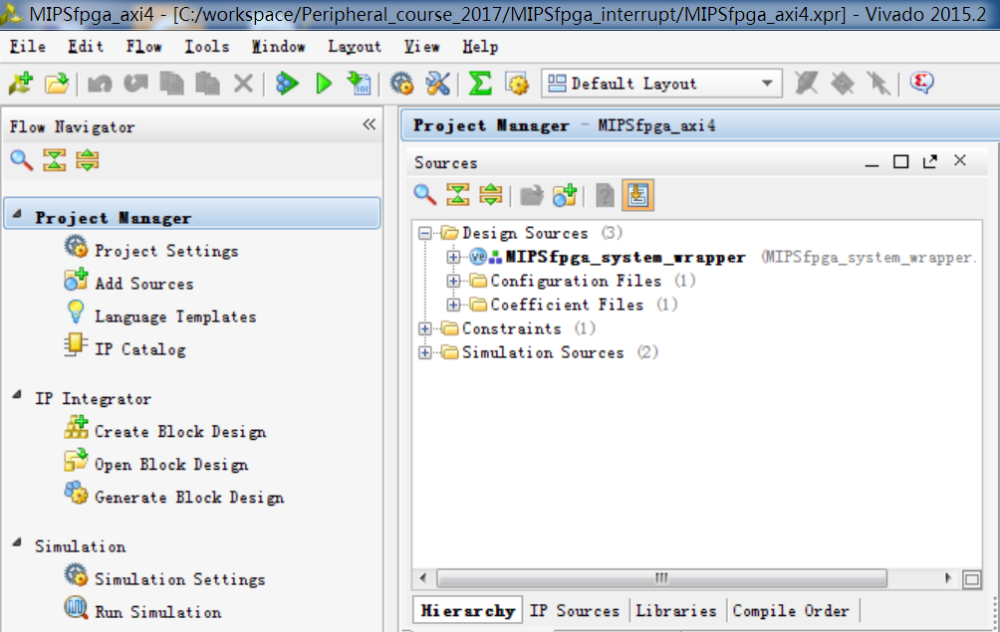 MIPSfpga_axi4 - [C:/workspace/Peripheral_course_2017/MIPSfpga_interrupt/MIPSfpga_axi4.xpr] - Vivado 2015.2
File Edit Flow Tools Window Layout View Help
Default Layout
Flow Navigator
Project Manager
Project Settings
Add Sources
Language Templates
IP Catalog
IP Integrator
Create Block Design
Open Block Design
Generate Block Design
Simulation
Simulation Settings
Run Simulation
Project Manager - MIPSfpga_axi4
Sources
Design Sources (3)
MIPSfpga_system_wrapper (MIPSfpga_system_wrapper.
Configuration Files (1)
Coefficient Files (1)
Constraints (1)
Simulation Sources (2)
Hierarchy IP Sources Libraries Compile Order